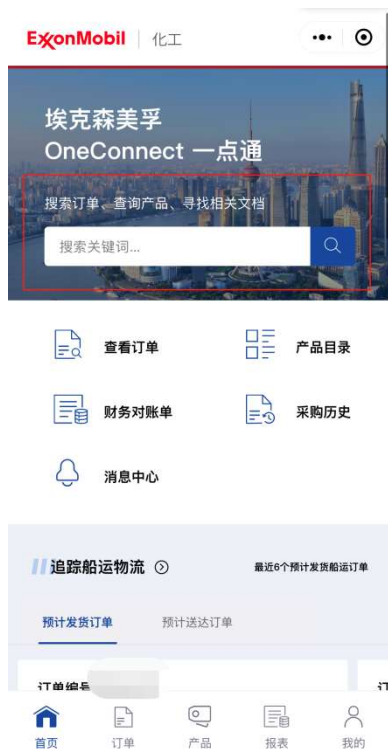 ExxonMobil 化工
埃克森美孚
OneConnect 一点通
搜索订单、查询产品、寻找相关文档
搜索关键词...
查看订单
产品目录
财务对账单
采购历史
消息中心
追踪船运物流
最近6个预计发货船运订单
预计发货订单
预计送达订单
订单编号
首页
订单
产品
报表
我的